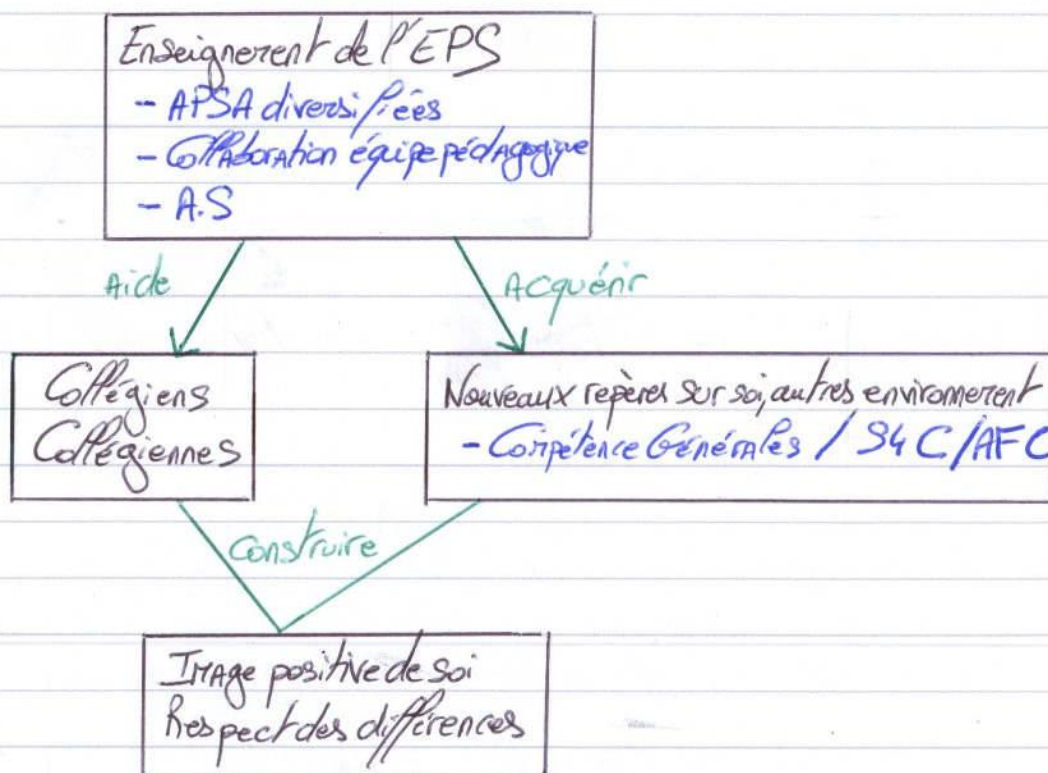 Enseignement de l'EPS
- APSA diversifiées
- Collaboration équipe pédagogique
- A.S
Aide
Acquérir
Collégiens
Collégiennes
Nouveaux repères sur soi, autres environnement
- Compétence Générales / S4C/AFC
Construire
Image positive de soi
Respect des différences